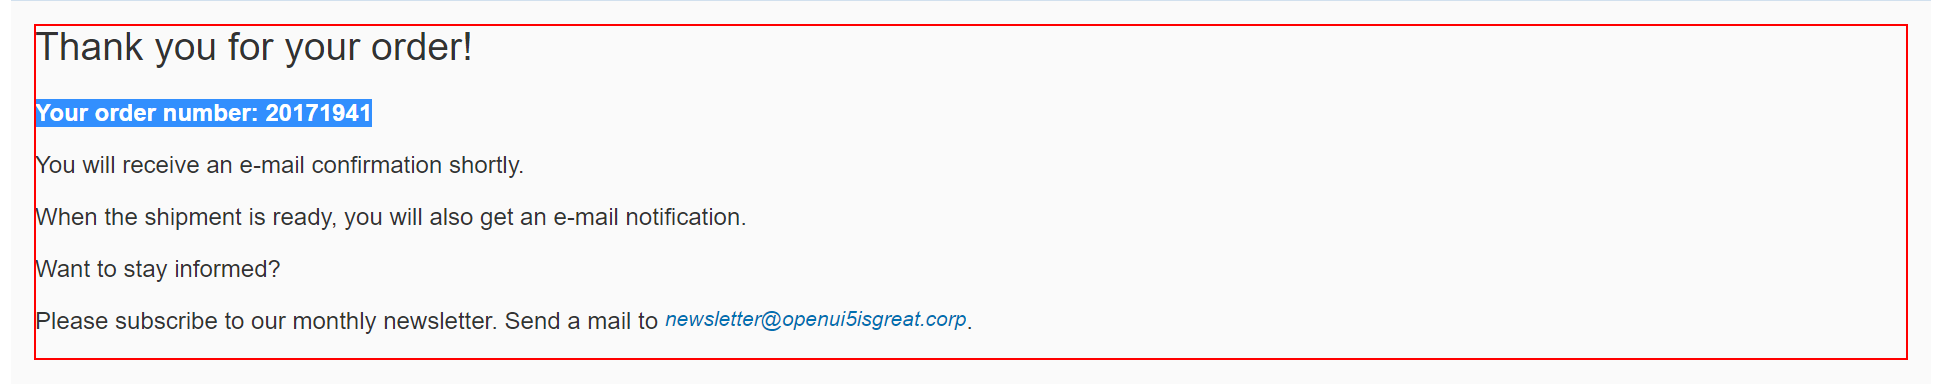 Thank you for your order!
Your order number: 20171941
You will receive an e-mail confirmation shortly.
When the shipment is ready, you will also get an e-mail notification.
Want to stay informed?
Please subscribe to our monthly newsletter. Send a mail to newsletter@openui5isgreat.corp.